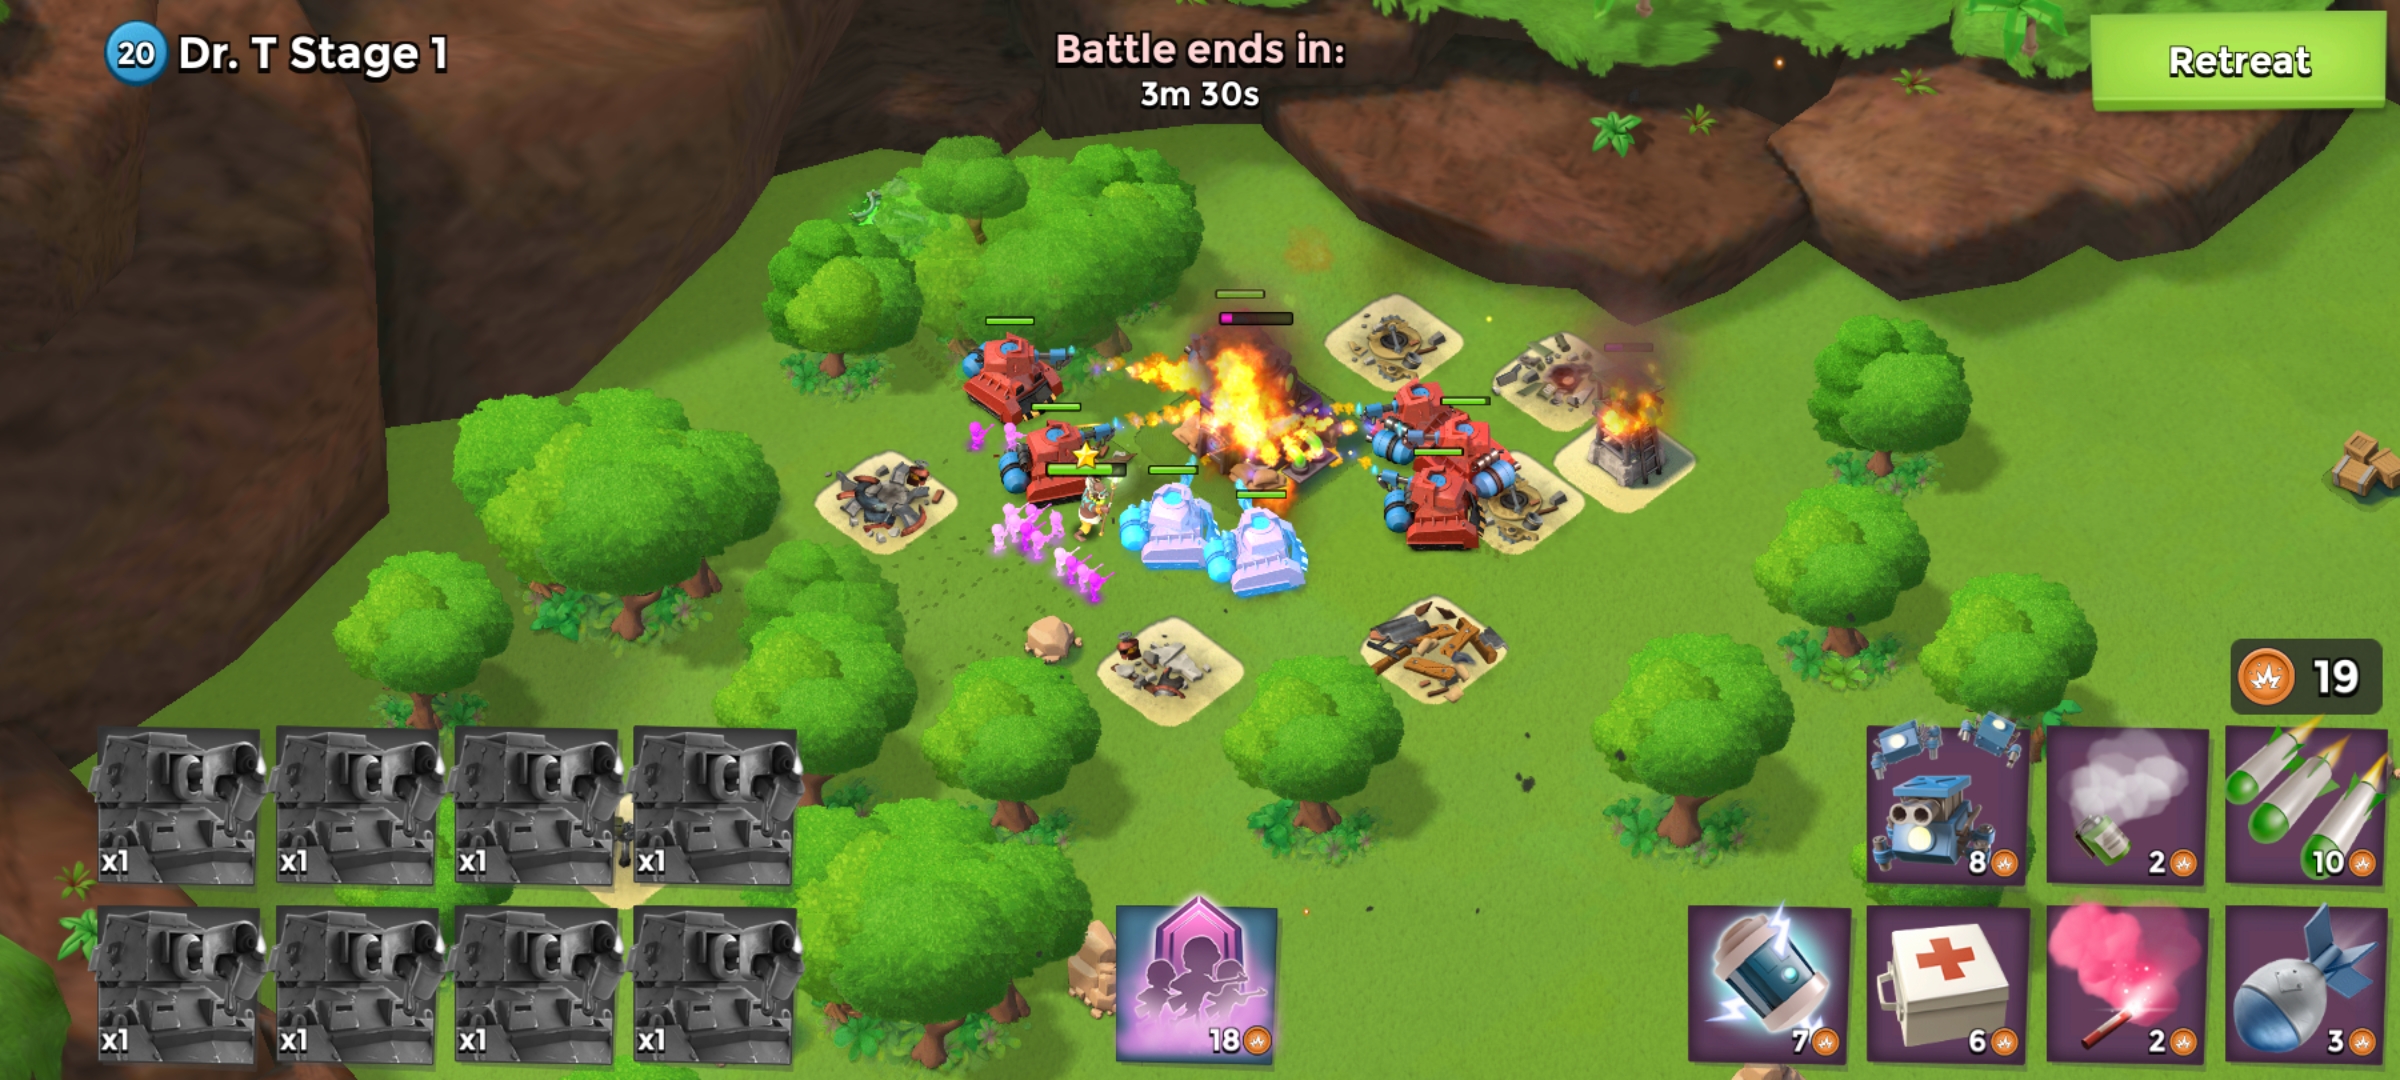 20 Dr. T Stage 1
Battle ends in:
3m 30s
Retreat
19
x1 x1 x1 x1
8 2 10
x1 x1 x1 x1
18
7 6 2 3